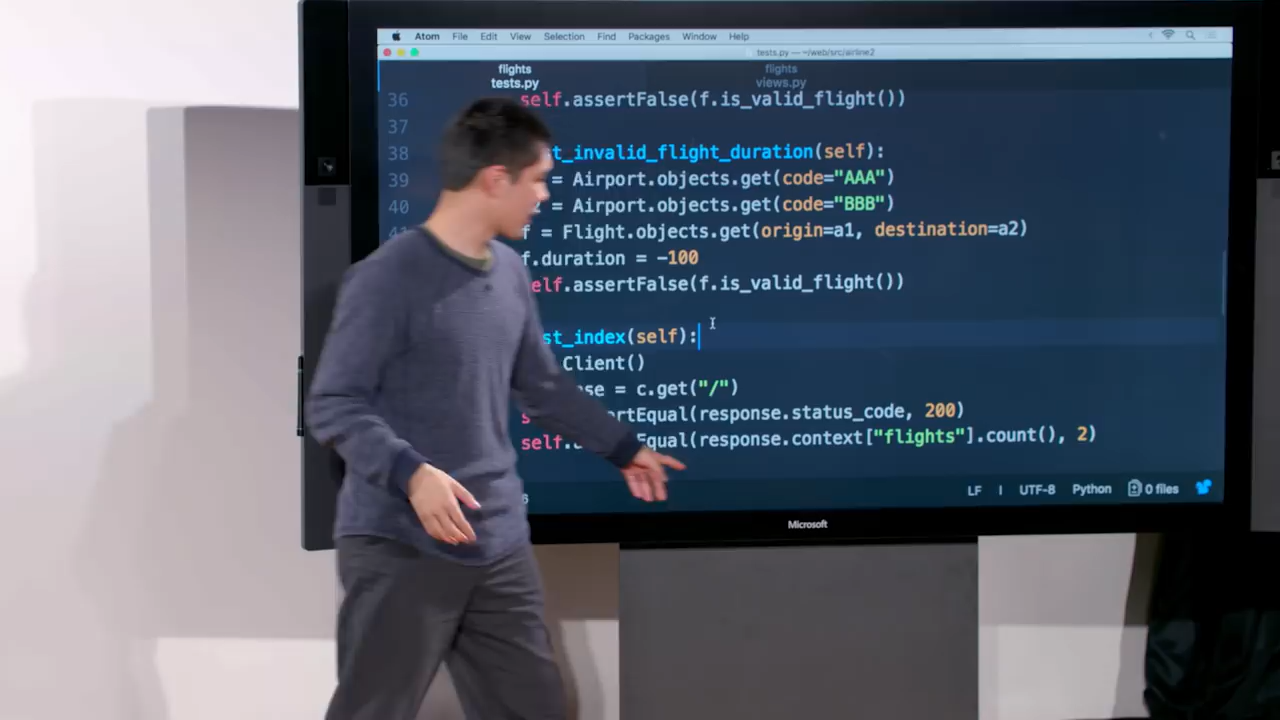 Atom File Edit View Selection Find Packages Window Help
tests.py — ~/web/src/airline2
flights
tests.py
flights
views.py
36 self.assertFalse(f.is_valid_flight())
37
38 t_invalid_flight_duration(self):
39 = Airport.objects.get(code="AAA")
40 = Airport.objects.get(code="BBB")
f = Flight.objects.get(origin=a1, destination=a2)
f.duration = -100
elf.assertFalse(f.is_valid_flight())
st_index(self):
Client()
se = c.get("/")
rtEqual(response.status_code, 200)
self. Equal(response.context["flights"].count(), 2)
LF UTF-8 Python 0 files
Microsoft